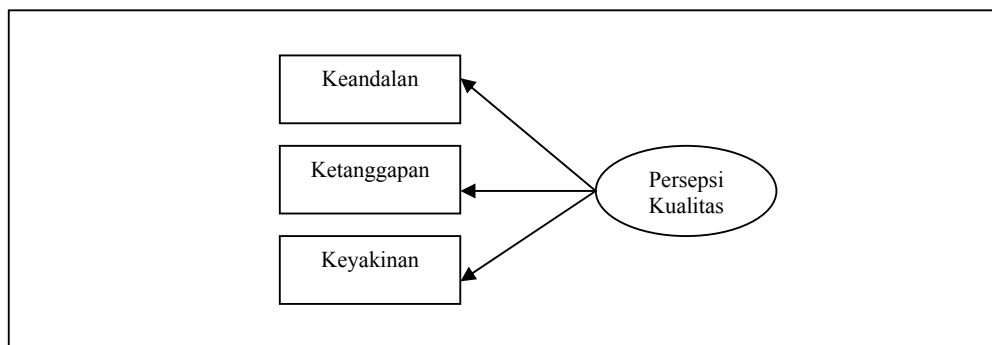 Keandalan
Ketanggapan
Persepsi
Kualitas
Keyakinan